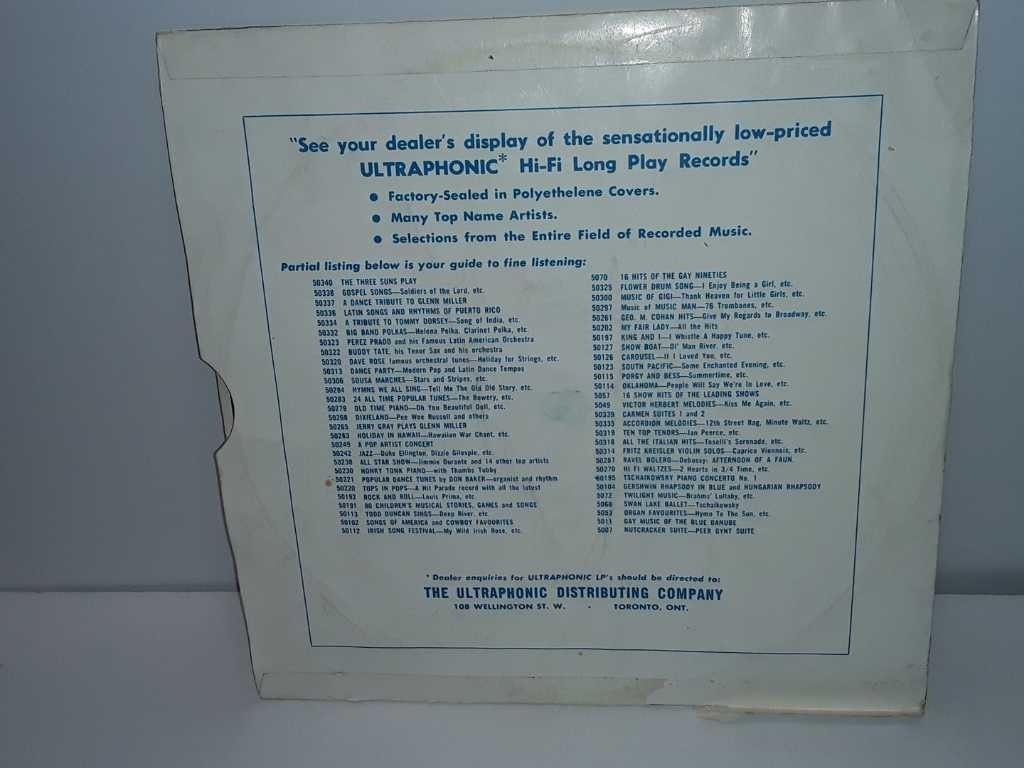 "See your dealer's display of the sensationally low-priced
ULTRAPHONIC* Hi-Fi Long Play Records"
• Factory-Sealed in Polyethelene Covers.
• Many Top Name Artists.
• Selections from the Entire Field of Recorded Music.
Partial listing below is your guide to fine listening:
50340 THE THREE SUNS PLAY
50338 GOSPEL SONGS—Soldiers of the Lord, etc.
50337 A DANCE TRIBUTE TO GLENN MILLER
50336 LATIN SONGS AND RHYTHMS OF PUERTO RICO
50334 A TRIBUTE TO TOMMY DORSEY—Song of India, etc.
50332 BIG BAND POLKAS—Helena Polka, Clarinet Polka, etc.
50323 PEREZ PRADO and his Famous Latin American Orchestra
50322 BUDDY TATE, his Tenor Sax and his orchestra
50320 DAVE ROSE famous orchestral tunes—Holiday for Strings, etc.
50313 DANCE PARTY—Modern Pop and Latin Dance Tempos
50306 SOUSA MARCHES—Stars and Stripes, etc.
50284 HYMNS WE ALL SING—Tell Me The Old Old Story, etc.
50283 24 ALL TIME POPULAR TUNES—The Bowery, etc.
50279 OLD TIME PIANO—Oh You Beautiful Doll, etc.
50268 DIXIELAND—Pee Wee Russell and others
50265 JERRY GRAY PLAYS GLENN MILLER
50263 HOLIDAY IN HAWAII—Hawaiian War Chant, etc.
50249 A POP ARTIST CONCERT
50242 JAZZ—Duke Ellington, Dizzie Gillespie, etc.
50238 ALL STAR SHOW—Jimmie Durante and 14 other top artists
50230 HONKY TONK PIANO—with Thumbs Tubby
50221 POPULAR DANCE TUNES by DON BAKER—organist and rhythm
50220 TOPS IN POPS—A Hit Parade record with all the latest
50193 ROCK AND ROLL—Louis Prima, etc.
50191 90 CHILDREN'S MUSICAL STORIES, GAMES and SONGS
50113 TODD DUNCAN SINGS—Deep River, etc.
50102 SONGS OF AMERICA and COWBOY FAVOURITES
50112 IRISH SONG FESTIVAL—My Wild Irish Rose, etc.
5070 16 HITS OF THE GAY NINETIES
50325 FLOWER DRUM SONG—I Enjoy Being a Girl, etc.
50300 MUSIC OF GIGI—Thank Heaven for Little Girls, etc.
50297 Music of MUSIC MAN—76 Trombones, etc.
50261 GEO. M. COHAN HITS—Give My Regards to Broadway, etc.
50202 MY FAIR LADY—All the Hits
50197 KING AND I—I Whistle A Happy Tune, etc.
50127 SHOW BOAT—Ol' Man River, etc.
50126 CAROUSEL—If I Loved You, etc.
50123 SOUTH PACIFIC—Some Enchanted Evening, etc.
50115 PORGY AND BESS—Summertime, etc.
50114 OKLAHOMA—People Will Say We're In Love, etc.
5057 16 SHOW HITS OF THE LEADING SHOWS
5049 VICTOR HERBERT MELODIES—Kiss Me Again, etc.
50339 CARMEN SUITES 1 and 2
50333 ACCORDION MELODIES—12th Street Rag, Minute Waltz, etc.
50319 TEN TOP TENORS—Jan Peerce, etc.
50318 ALL THE ITALIAN HITS—Toselli's Serenade, etc.
50314 FRITZ KREISLER VIOLIN SOLOS—Caprice Viennois, etc.
50287 RAVEL BOLERO—Debussy: AFTERNOON OF A FAUN.
50270 HI FI WALTZES—2 Hearts in 3/4 Time, etc.
50195 TSCHAIKOWSKY PIANO CONCERTO No. 1
50104 GERSHWIN RHAPSODY IN BLUE and HUNGARIAN RHAPSODY
5072 TWILIGHT MUSIC—Brahms' Lullaby, etc.
5066 SWAN LAKE BALLET—Tschaikowsky
5052 ORGAN FAVOURITES—Hymn To The Sun, etc.
5011 GAY MUSIC OF THE BLUE DANUBE
5007 NUTCRACKER SUITE—PEER GYNT SUITE
* Dealer enquiries for ULTRAPHONIC LP's should be directed to:
THE ULTRAPHONIC DISTRIBUTING COMPANY
108 WELLINGTON ST. W. - TORONTO, ONT.